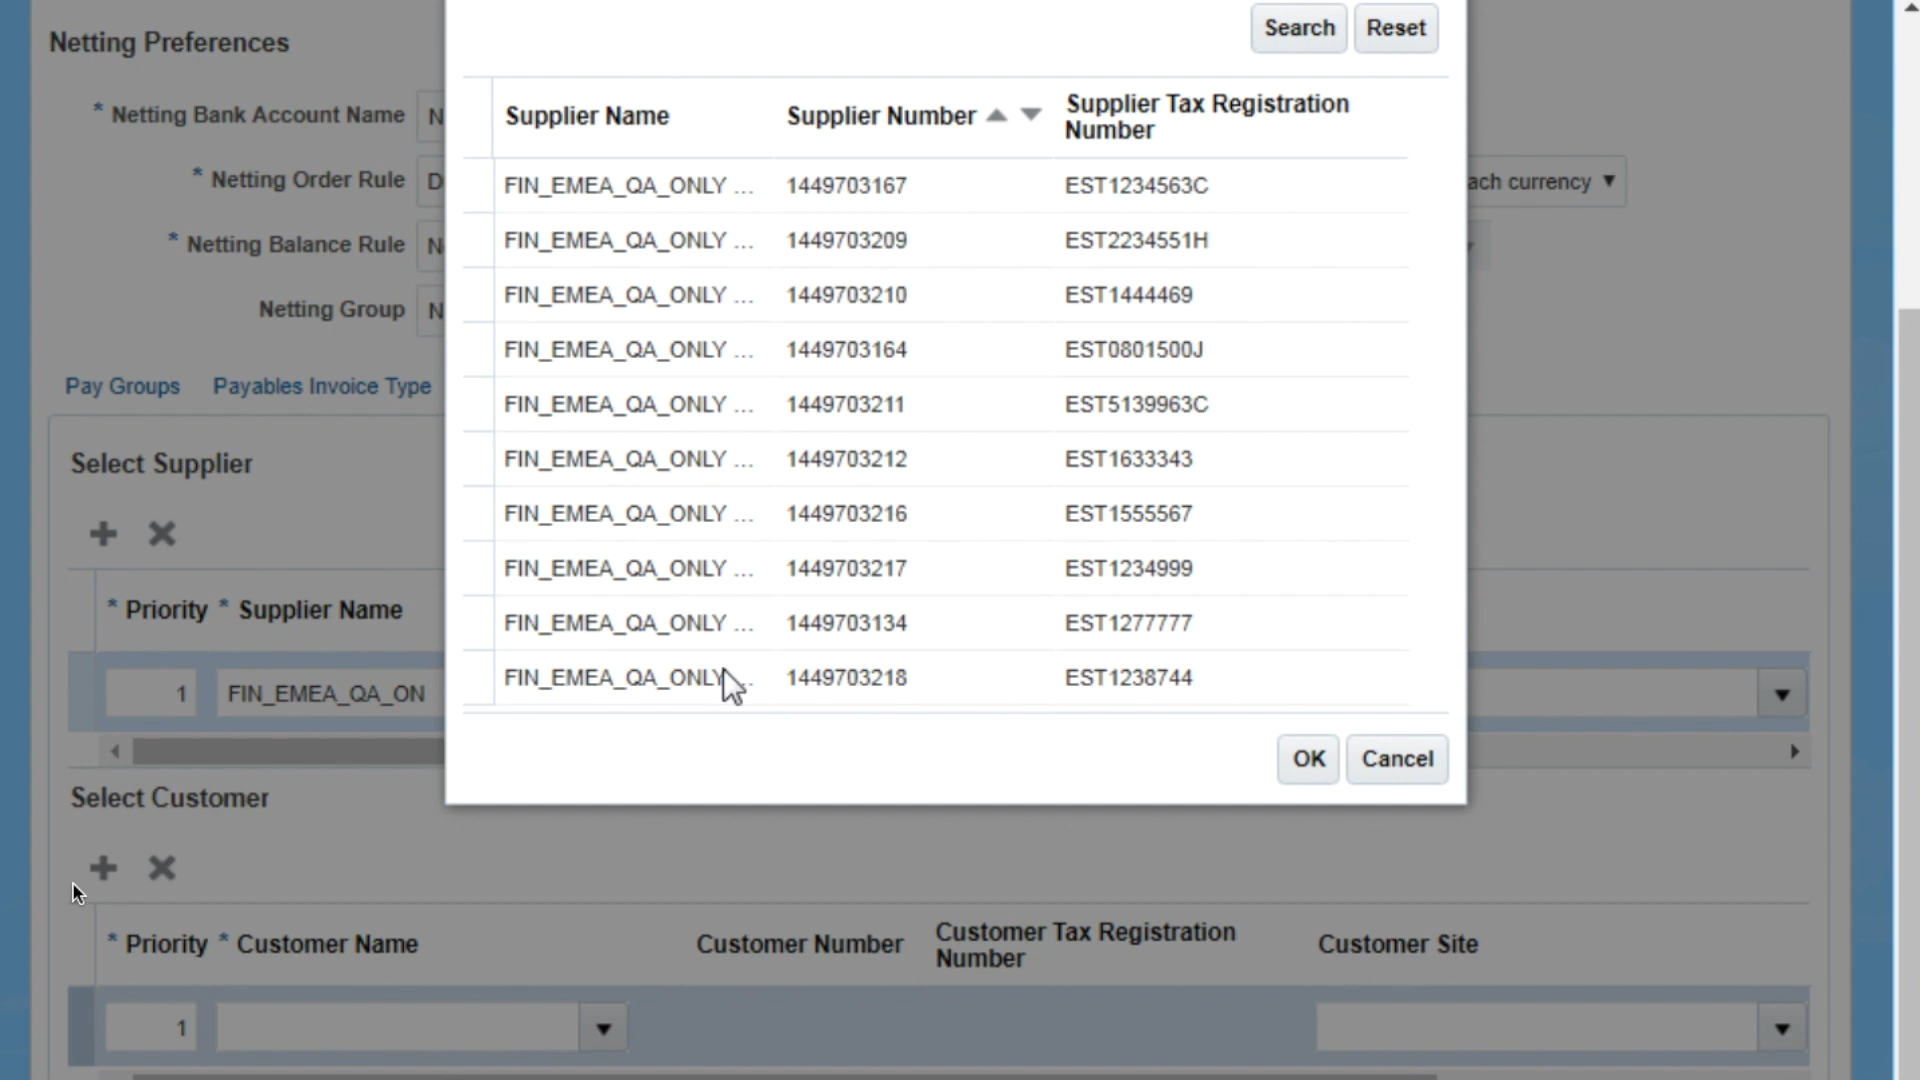 Search Reset
Netting Preferences
Supplier Name Supplier Number Supplier Tax Registration
Number
* Netting Bank Account Name N
* Netting Order Rule D ach currency
* Netting Balance Rule N
Netting Group N
FIN_EMEA_QA_ONLY ... 1449703167 EST1234563C
FIN_EMEA_QA_ONLY ... 1449703209 EST2234551H
FIN_EMEA_QA_ONLY ... 1449703210 EST1444469
FIN_EMEA_QA_ONLY ... 1449703164 EST0801500J
FIN_EMEA_QA_ONLY ... 1449703211 EST5139963C
FIN_EMEA_QA_ONLY ... 1449703212 EST1633343
FIN_EMEA_QA_ONLY ... 1449703216 EST1555567
FIN_EMEA_QA_ONLY ... 1449703217 EST1234999
FIN_EMEA_QA_ONLY ... 1449703134 EST1277777
FIN_EMEA_QA_ONLY ... 1449703218 EST1238744
OK Cancel
Pay Groups Payables Invoice Type
Select Supplier
* Priority * Supplier Name
1 FIN_EMEA_QA_ON
Select Customer
* Priority * Customer Name Customer Number Customer Tax Registration
Number Customer Site
1